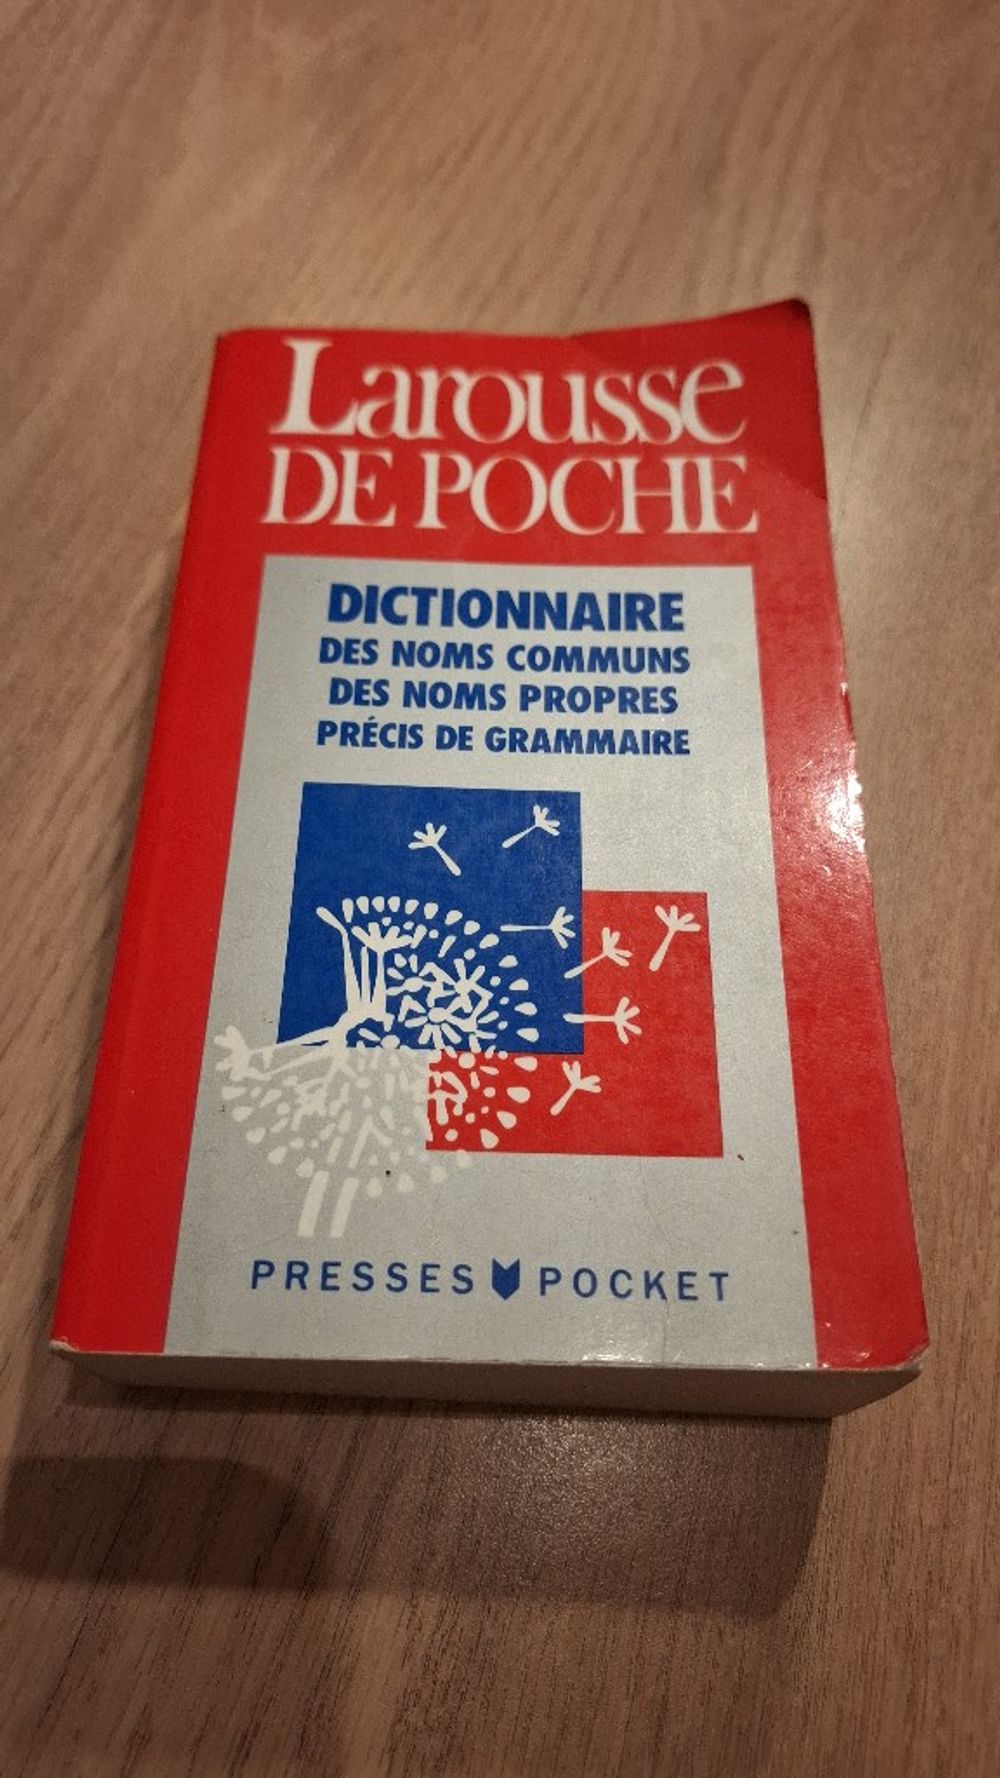 Larousse
DE POCHE
DICTIONNAIRE
DES NOMS COMMUNS
DES NOMS PROPRES
PRÉCIS DE GRAMMAIRE
PRESSES POCKET